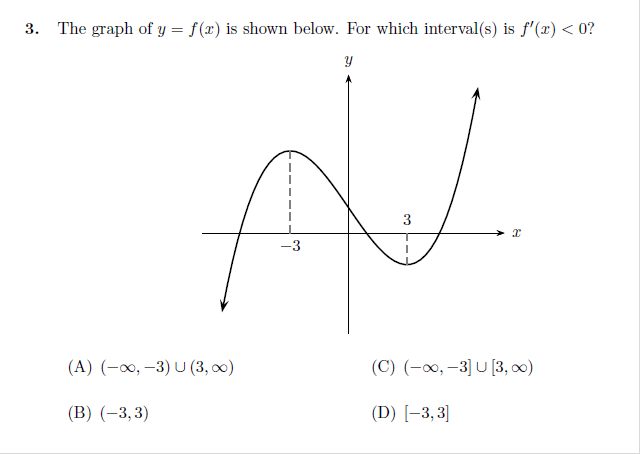 3. The graph of y = f(x) is shown below. For which interval(s) is f′(x) < 0?
y
3
x
−3
(A) (−∞, −3) ∪ (3, ∞)
(C) (−∞, −3] ∪ [3, ∞)
(B) (−3, 3)
(D) [−3, 3]